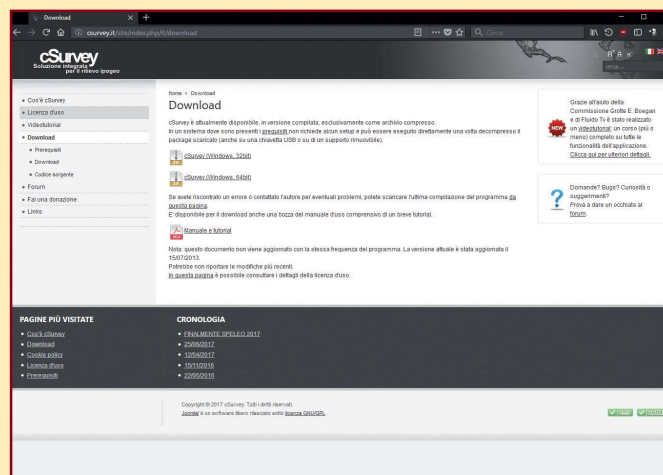 Download
csurvey.it/site/index.php/it/download
Cerca
cSurvey
Soluzione integrata
per il rilievo ipogeo
cerca...
Cos'è cSurvey
Licenza d'uso
Videotutorial
Download
Prerequisiti
Download
Codice sorgente
Forum
Fai una donazione
Links
Home » Download
Download
cSurvey è attualmente disponibile, in versione compilata, esclusivamente come archivio compresso.
In un sistema dove sono presenti i prequisiti non richiede alcun setup e può essere eseguito direttamente una volta decompresso il
package scaricato (anche su una chiavetta USB o su di un supporto rimuovibile).
cSurvey (Windows, 32bit)
cSurvey (Windows, 64bit)
Se avete riscontrato un errore o contattato l'autore per eventuali problemi, potete scaricare l'ultima compilazione del programma da
questa pagina.
E' disponibile per il download anche una bozza del manuale d'uso comprensivo di un breve tutorial.
Manuale e tutorial
Nota: questo documento non viene aggiornato con la stessa frequenza del programma. La versione attuale è stata aggiornata il
15/07/2013.
Potrebbe non riportare le modifiche più recenti.
In questa pagina è possibile consultare i dettagli della licenza d'uso.
NEW
Grazie all'aiuto della
Commissione Grotte E. Boegan
e di Fluido Tv è stato realizzato
un videotutorial: un corso (più o
meno) completo su tutte le
funzionalità dell'applicazione.
Clicca qui per ulteriori dettagli.
Domande? Bugs? Curiosità o
suggerimenti?
Prova a dare un occhiata al
forum.
PAGINE PIÙ VISITATE
Cos'è cSurvey
Download
Cookie policy
Licenza d'uso
Prerequisiti
CRONOLOGIA
FINALMENTE SPELEO 2017
25/06/2017
12/04/2017
15/11/2016
22/05/2016
Copyright © 2017 cSurvey. Tutti i diritti riservati.
Joomla! è un software libero rilasciato sotto licenza GNU/GPL.